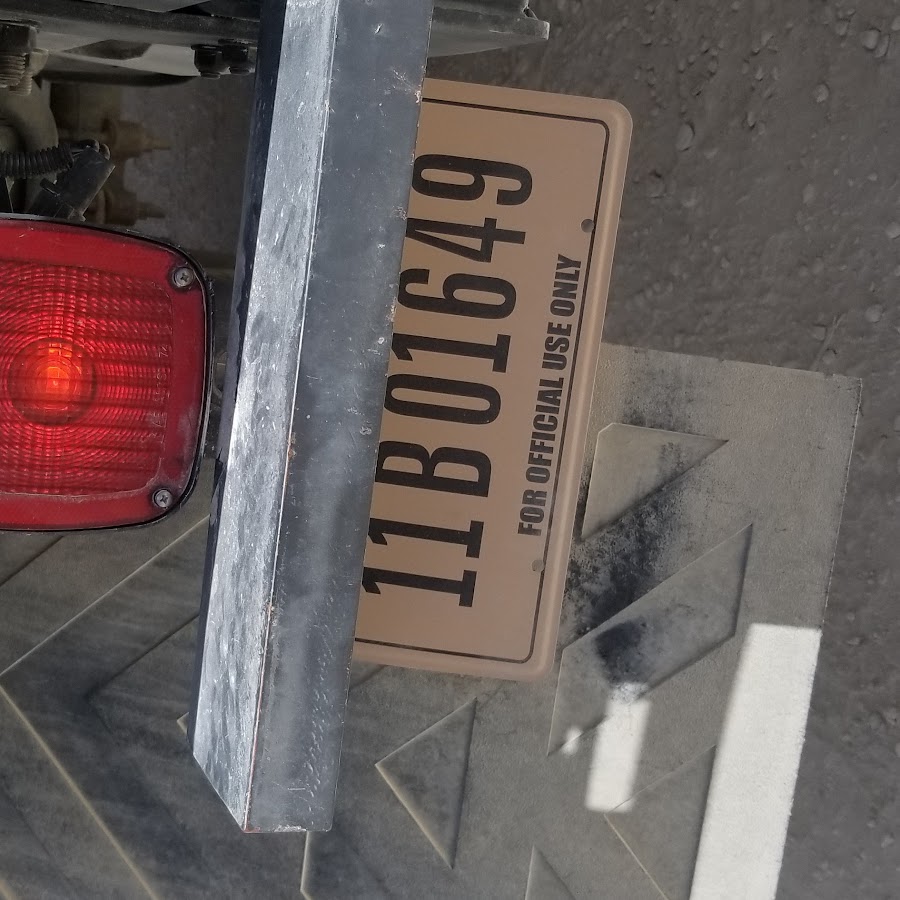 11B01649
FOR OFFICIAL USE ONLY